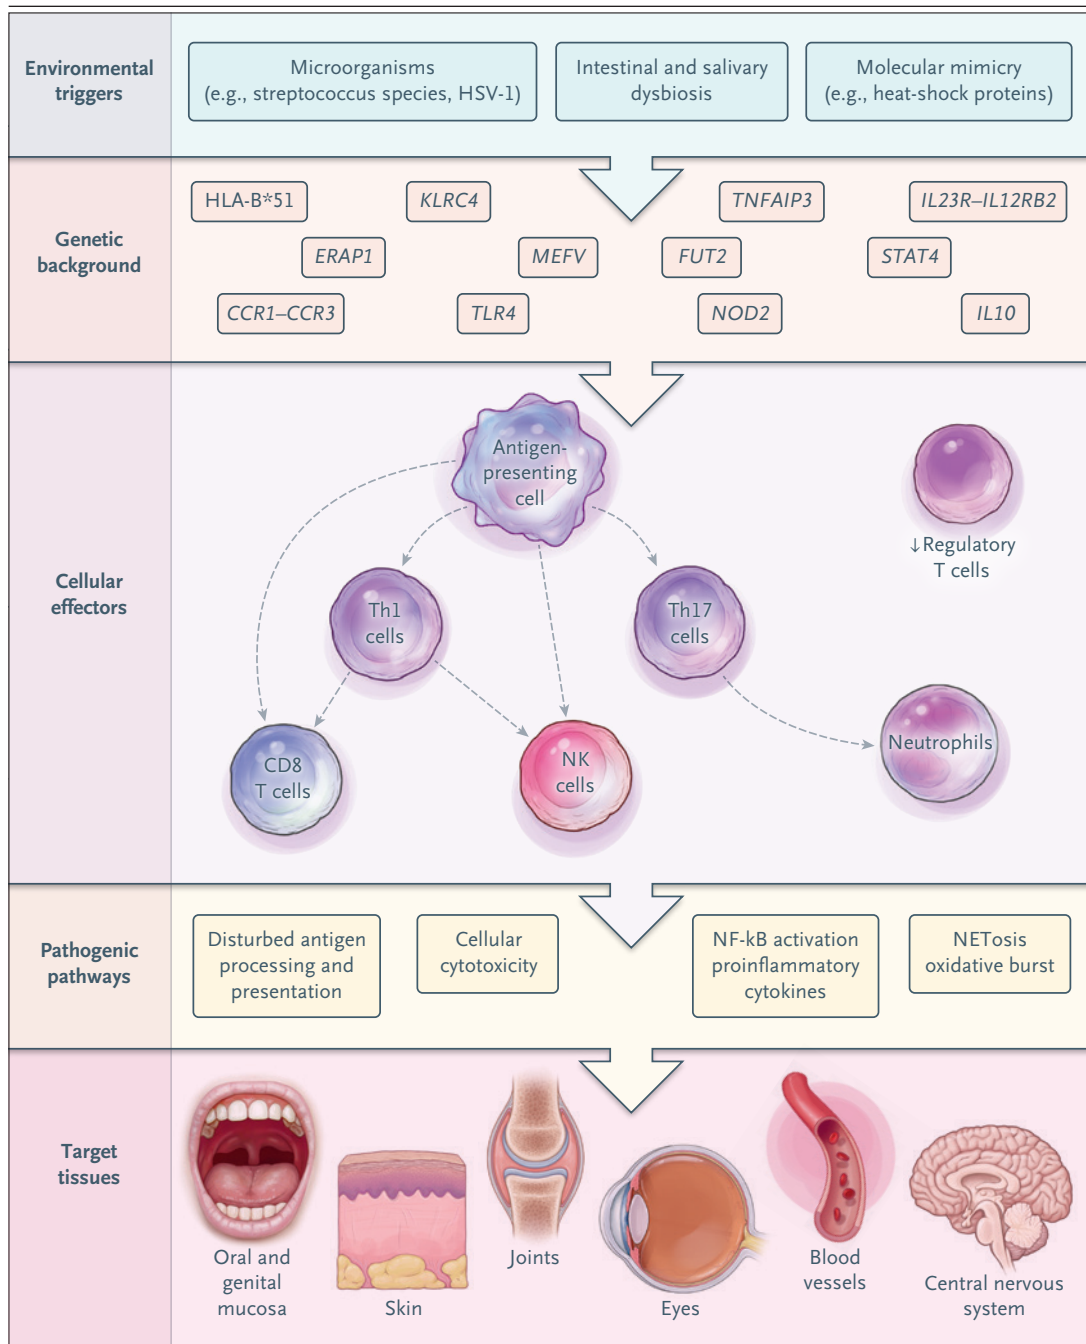 Environmental
triggers
Microorganisms
(e.g., streptococcus species, HSV-1)
Intestinal and salivary
dysbiosis
Molecular mimicry
(e.g., heat-shock proteins)
Genetic
background
HLA-B*51
KLRC4
TNFAIP3
IL23R–IL12RB2
ERAP1
MEFV
FUT2
STAT4
CCR1–CCR3
TLR4
NOD2
IL10
Cellular
effectors
Antigen-
presenting
cell
↓Regulatory
T cells
Th1
cells
Th17
cells
CD8
T cells
NK
cells
Neutrophils
Pathogenic
pathways
Disturbed antigen
processing and
presentation
Cellular
cytotoxicity
NF-kB activation
proinflammatory
cytokines
NETosis
oxidative burst
Target
tissues
Oral and
genital
mucosa
Skin
Joints
Eyes
Blood
vessels
Central nervous
system